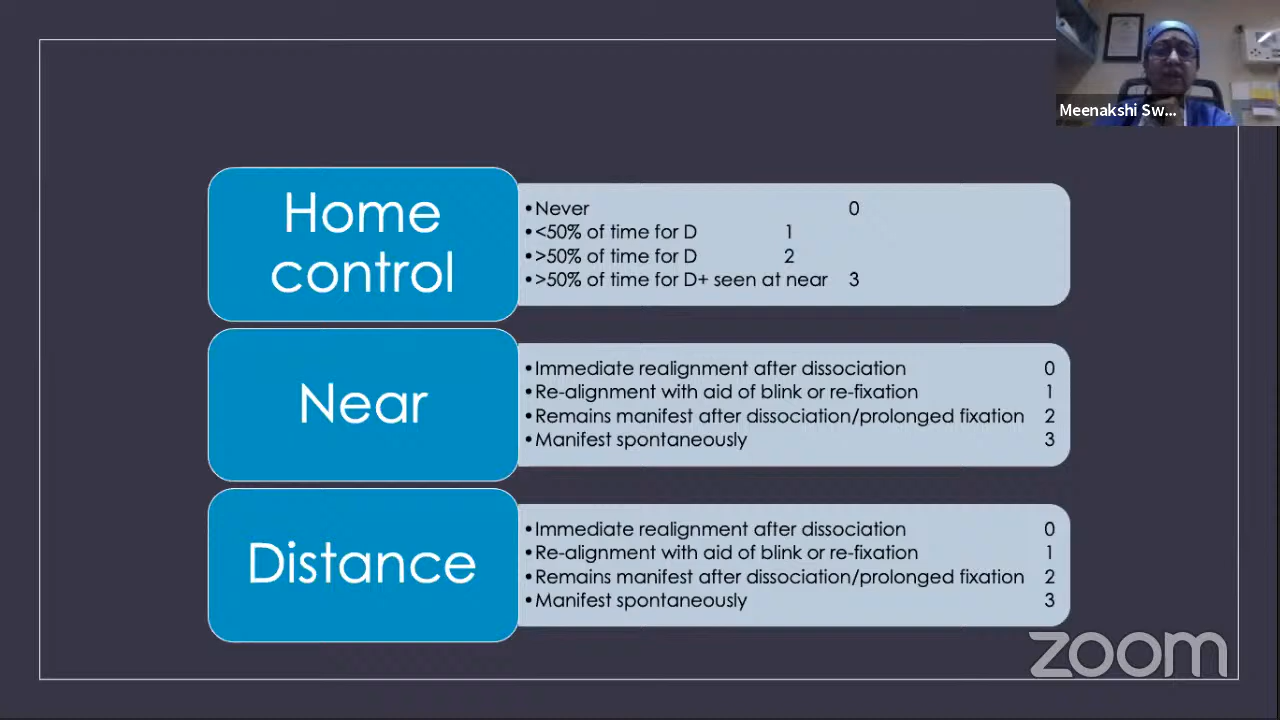 Meenakshi Sw...
Home
control
•Never 0
•<50% of time for D 1
•>50% of time for D 2
•>50% of time for D+ seen at near 3
Near
•Immediate realignment after dissociation 0
•Re-alignment with aid of blink or re-fixation 1
•Remains manifest after dissociation/prolonged fixation 2
•Manifest spontaneously 3
Distance
•Immediate realignment after dissociation 0
•Re-alignment with aid of blink or re-fixation 1
•Remains manifest after dissociation/prolonged fixation 2
•Manifest spontaneously 3
zoom